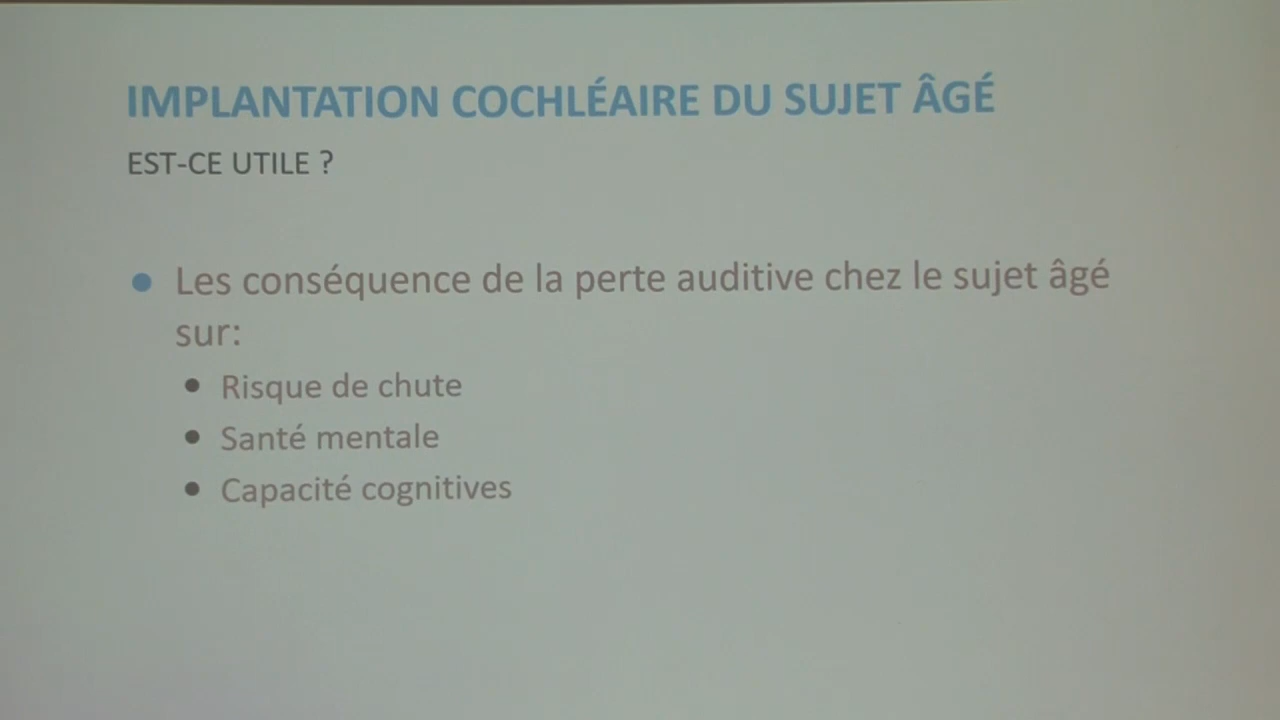 IMPLANTATION COCHLÉAIRE DU SUJET ÂGÉ
EST-CE UTILE ?
Les conséquence de la perte auditive chez le sujet âgé
sur:
Risque de chute
Santé mentale
Capacité cognitives